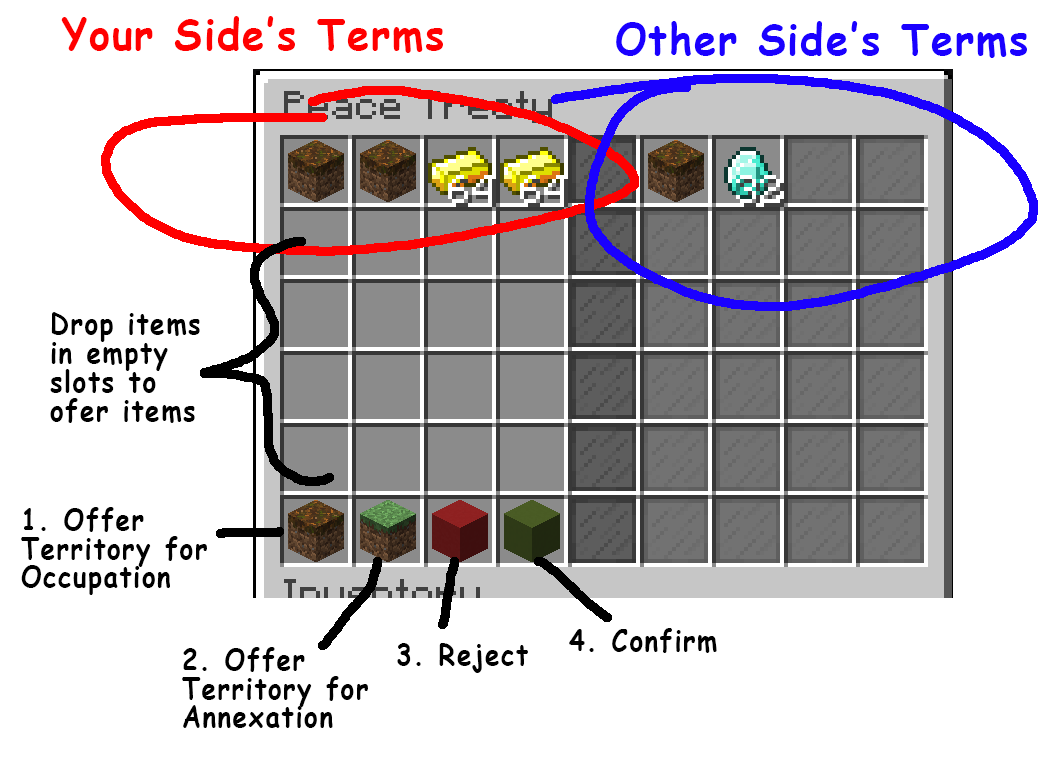 Your Side's Terms
Other Side's Terms
Peace Treaty
64
64
Drop items
in empty
slots to
ofer items
1. Offer
Territory for
Occupation
Inventory
2. Offer
Territory for
Annexation
3. Reject
4. Confirm